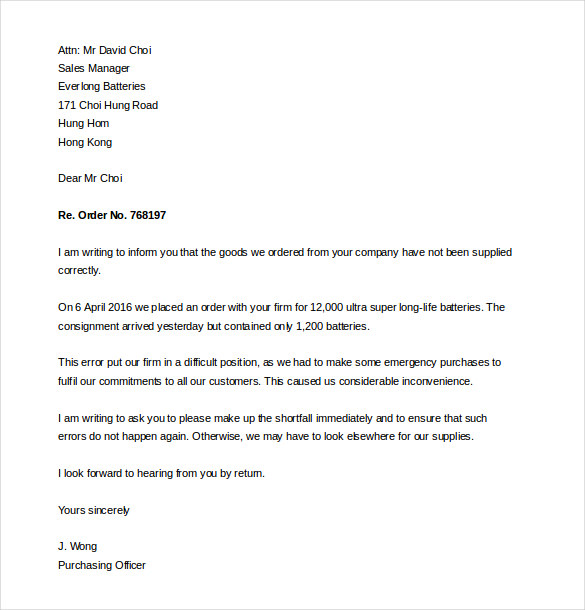 Attn: Mr David Choi
Sales Manager
Everlong Batteries
171 Choi Hung Road
Hung Hom
Hong Kong
Dear Mr Choi
Re. Order No. 768197
I am writing to inform you that the goods we ordered from your company have not been supplied
correctly.
On 6 April 2016 we placed an order with your firm for 12,000 ultra super long-life batteries. The
consignment arrived yesterday but contained only 1,200 batteries.
This error put our firm in a difficult position, as we had to make some emergency purchases to
fulfil our commitments to all our customers. This caused us considerable inconvenience.
I am writing to ask you to please make up the shortfall immediately and to ensure that such
errors do not happen again. Otherwise, we may have to look elsewhere for our supplies.
I look forward to hearing from you by return.
Yours sincerely
J. Wong
Purchasing Officer